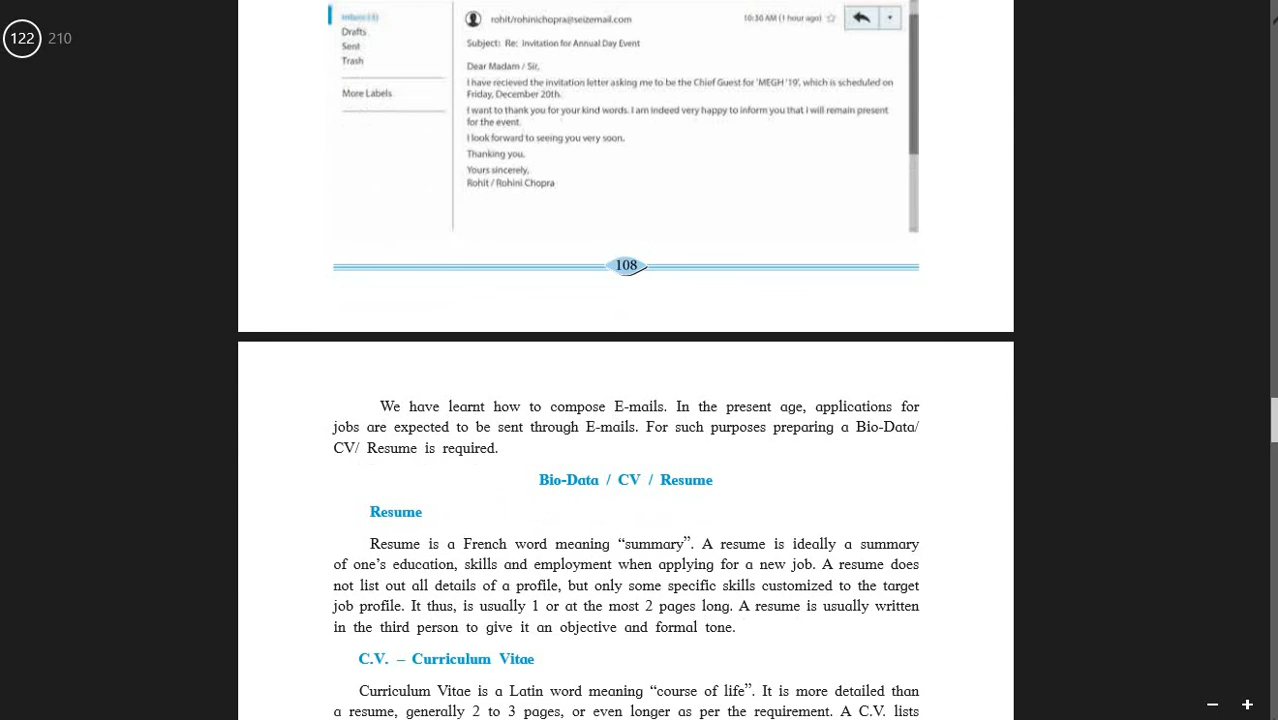 122 210
Inbox (3)
Drafts
Sent
Trash
More Labels
rohit/rohinichopra@seizemail.com 10:30 AM (1 hour ago)
Subject: Re: Invitation for Annual Day Event
Dear Madam / Sir,
I have recieved the invitation letter asking me to be the Chief Guest for 'MEGH '19', which is scheduled on
Friday, December 20th.
I want to thank you for your kind words. I am indeed very happy to inform you that I will remain present
for the event.
I look forward to seeing you very soon.
Thanking you.
Yours sincerely,
Rohit / Rohini Chopra
108
We have learnt how to compose E-mails. In the present age, applications for
jobs are expected to be sent through E-mails. For such purposes preparing a Bio-Data/
CV/ Resume is required.
Bio-Data / CV / Resume
Resume
Resume is a French word meaning “summary”. A resume is ideally a summary
of one’s education, skills and employment when applying for a new job. A resume does
not list out all details of a profile, but only some specific skills customized to the target
job profile. It thus, is usually 1 or at the most 2 pages long. A resume is usually written
in the third person to give it an objective and formal tone.
C.V. – Curriculum Vitae
Curriculum Vitae is a Latin word meaning “course of life”. It is more detailed than
a resume, generally 2 to 3 pages, or even longer as per the requirement. A C.V. lists